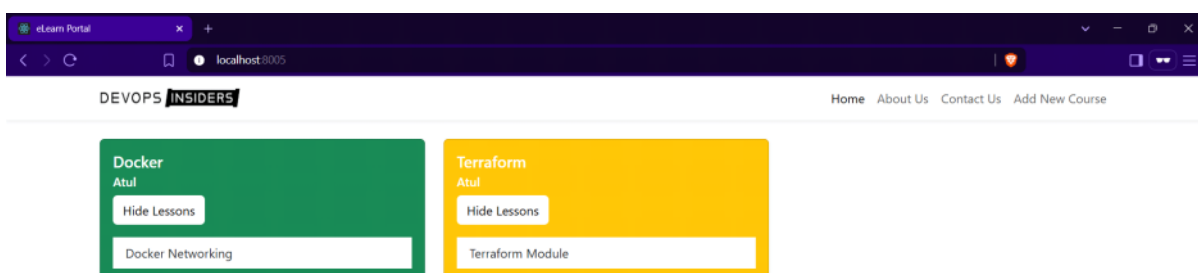 eLearn Portal
localhost:8005
DEVOPS INSIDERS
Home About Us Contact Us Add New Course
Docker
Atul
Hide Lessons
Docker Networking
Terraform
Atul
Hide Lessons
Terraform Module